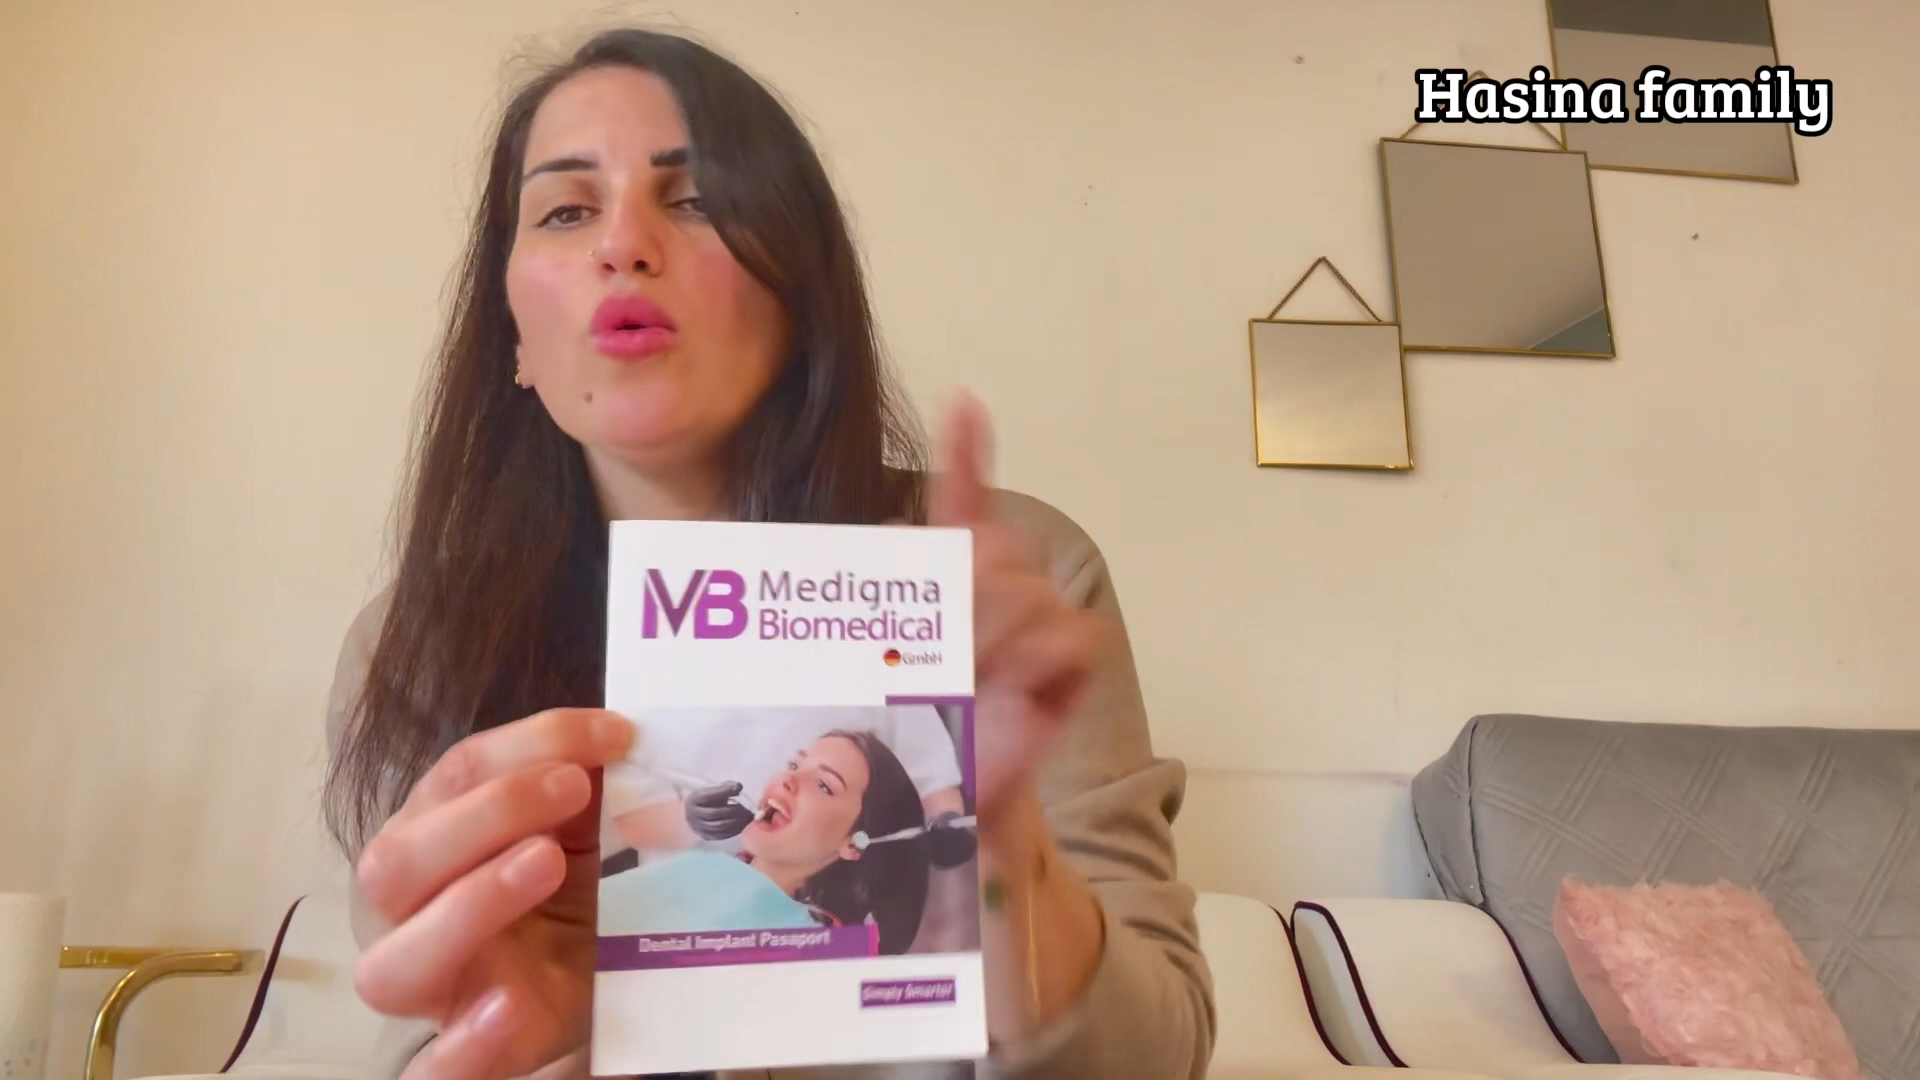 Hasina family
MB Medigma
Biomedical
GmbH
Dental Implant Pasaport
Simply Smarter